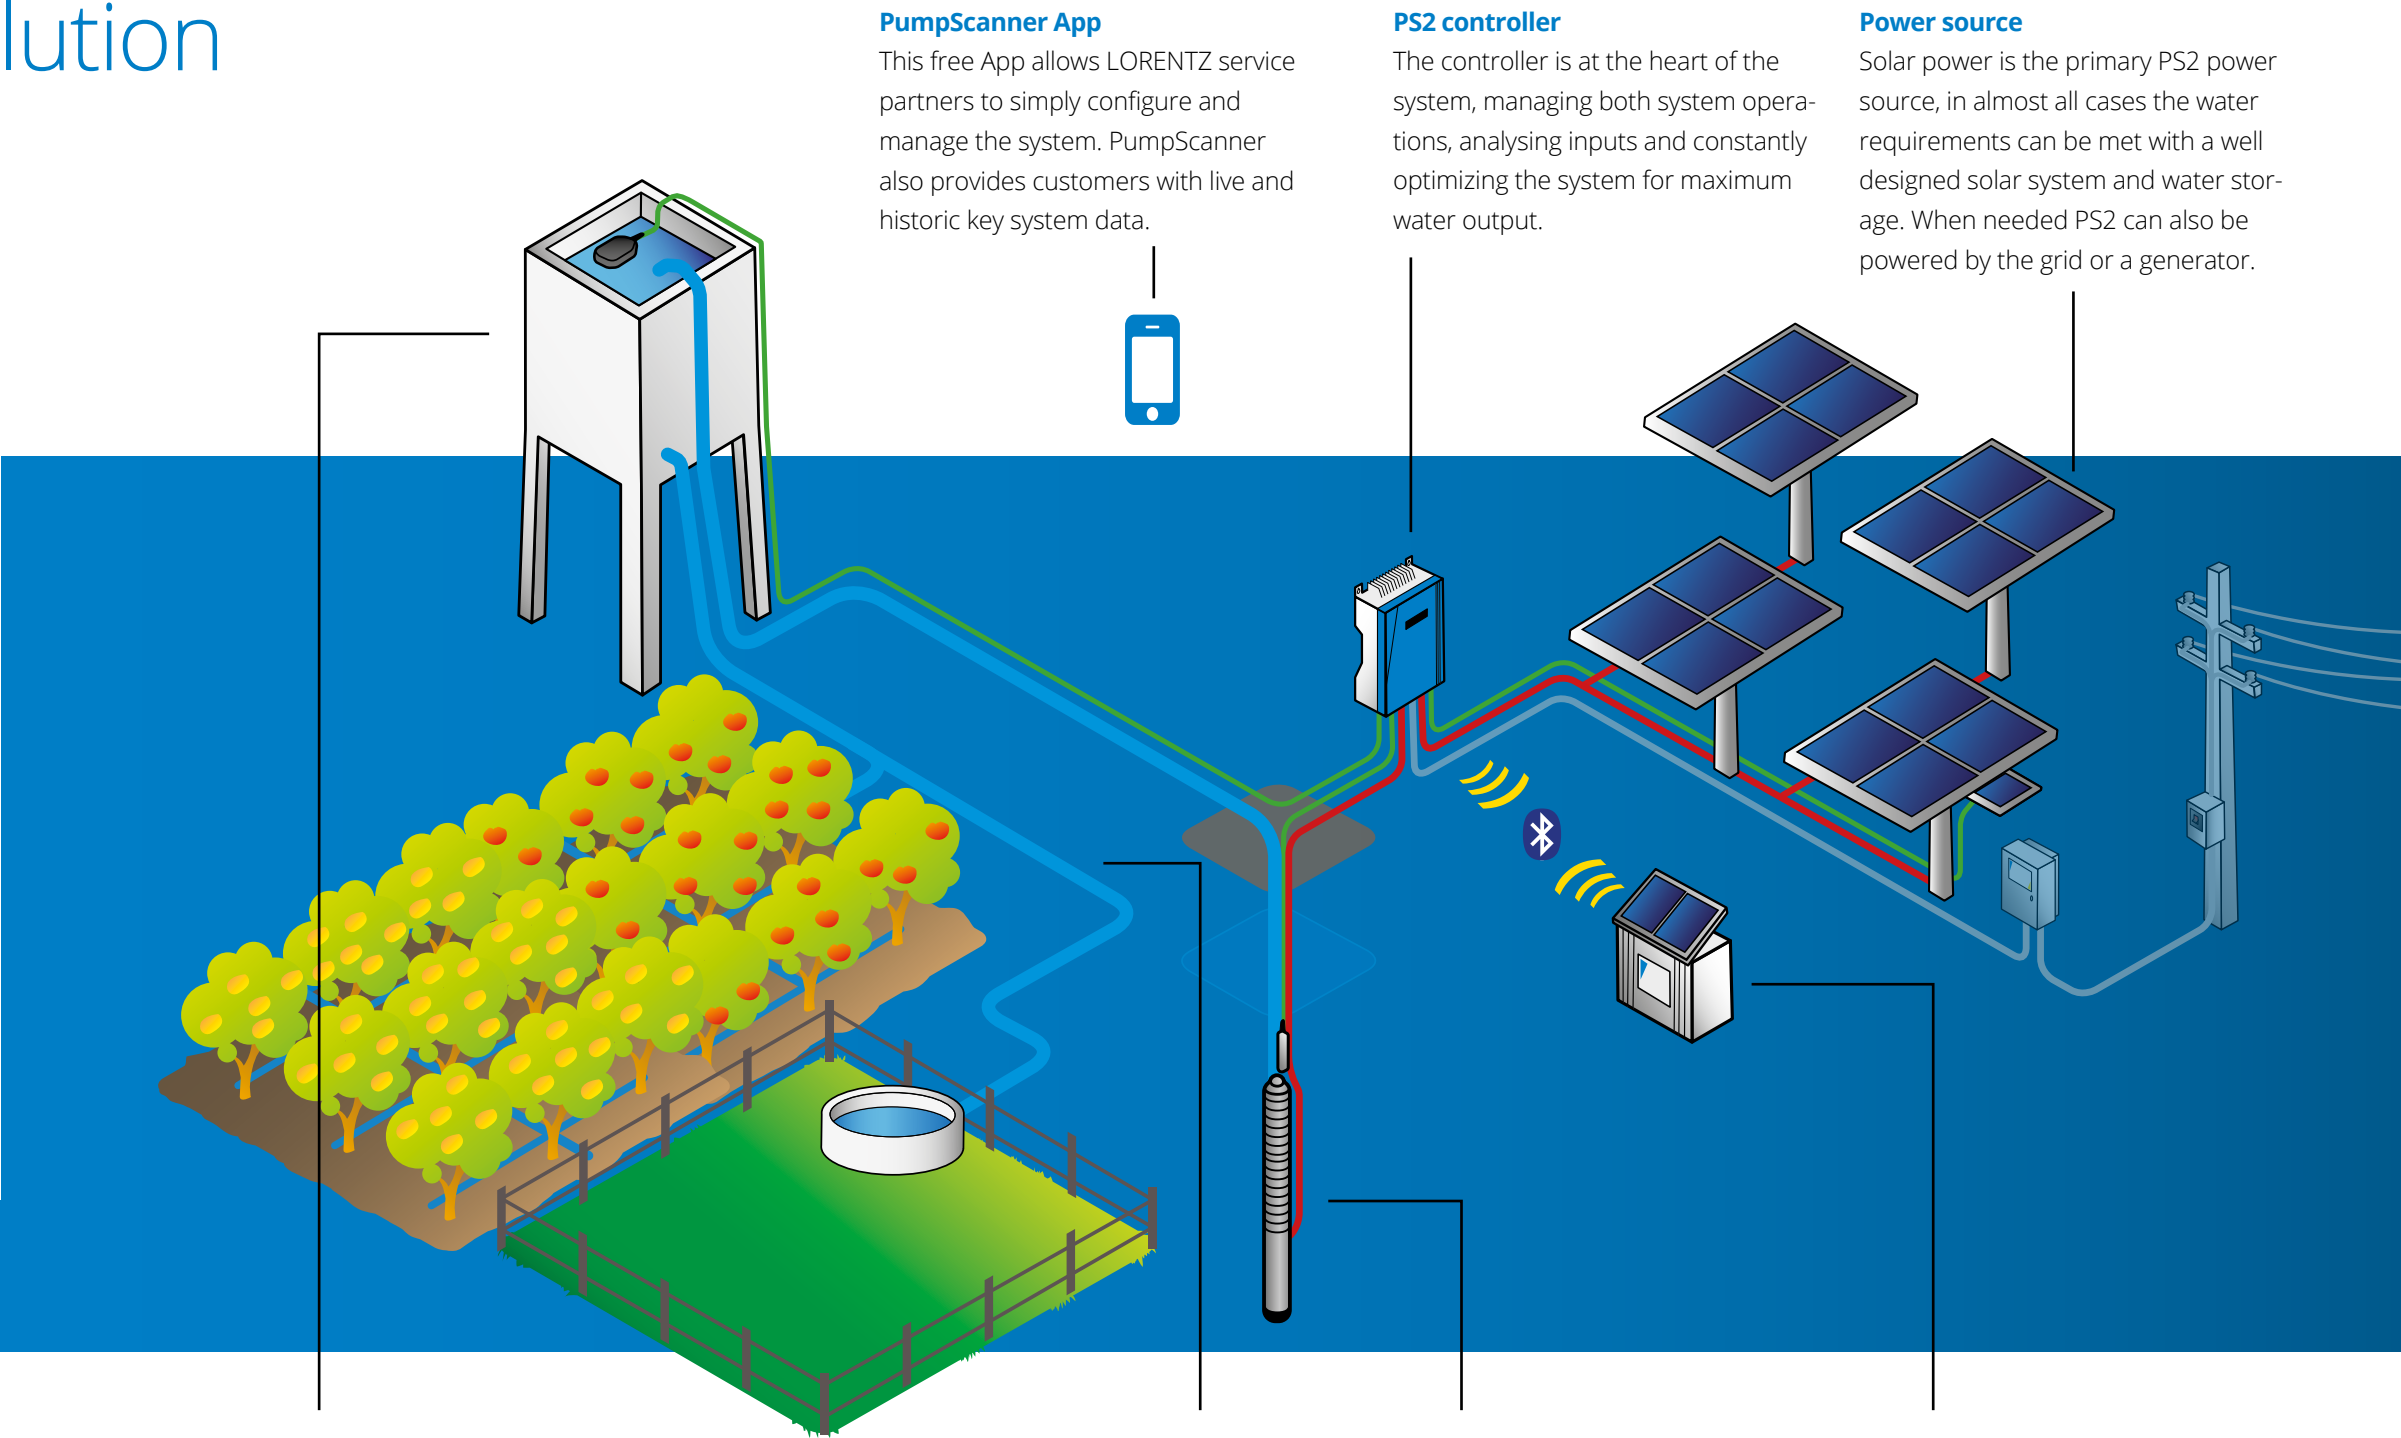 lution
PumpScanner App
This free App allows LORENTZ service
partners to simply configure and
manage the system. PumpScanner
also provides customers with live and
historic key system data.
PS2 controller
The controller is at the heart of the
system, managing both system opera-
tions, analysing inputs and constantly
optimizing the system for maximum
water output.
Power source
Solar power is the primary PS2 power
source, in almost all cases the water
requirements can be met with a well
designed solar system and water stor-
age. When needed PS2 can also be
powered by the grid or a generator.